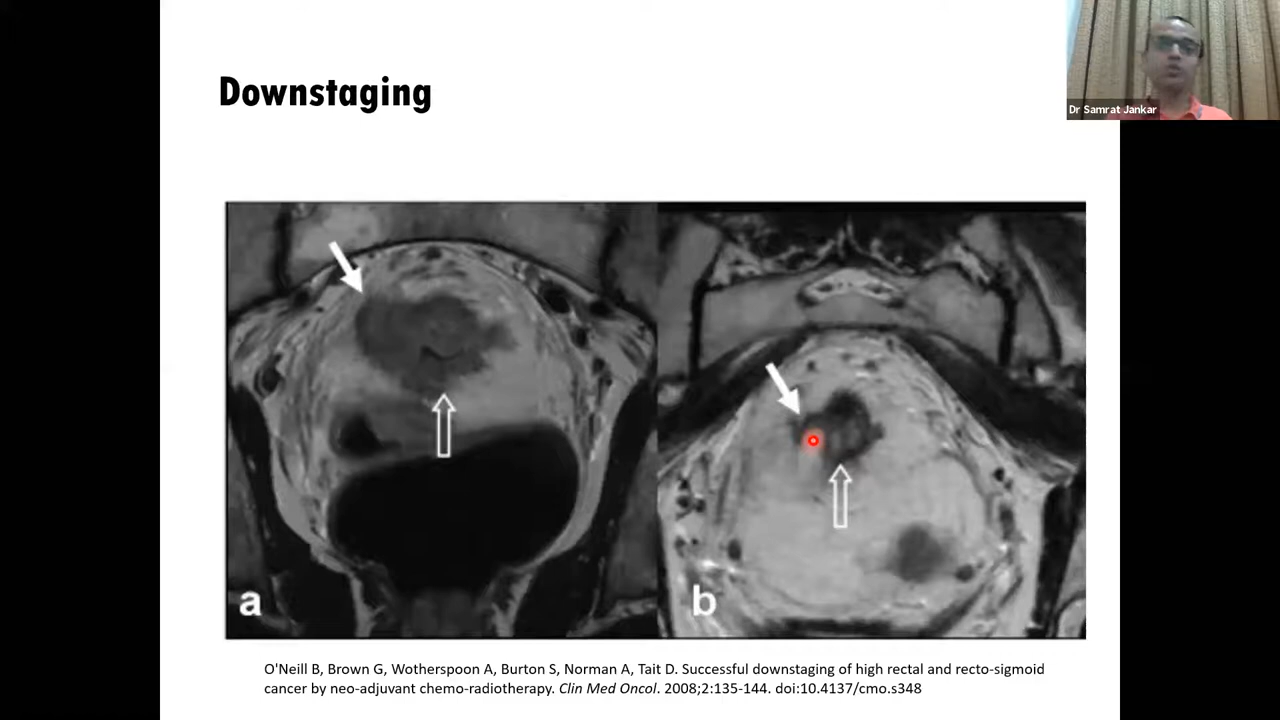 Downstaging
Dr Samrat Jankar
a
b
O'Neill B, Brown G, Wotherspoon A, Burton S, Norman A, Tait D. Successful downstaging of high rectal and recto-sigmoid
cancer by neo-adjuvant chemo-radiotherapy. Clin Med Oncol. 2008;2:135-144. doi:10.4137/cmo.s348